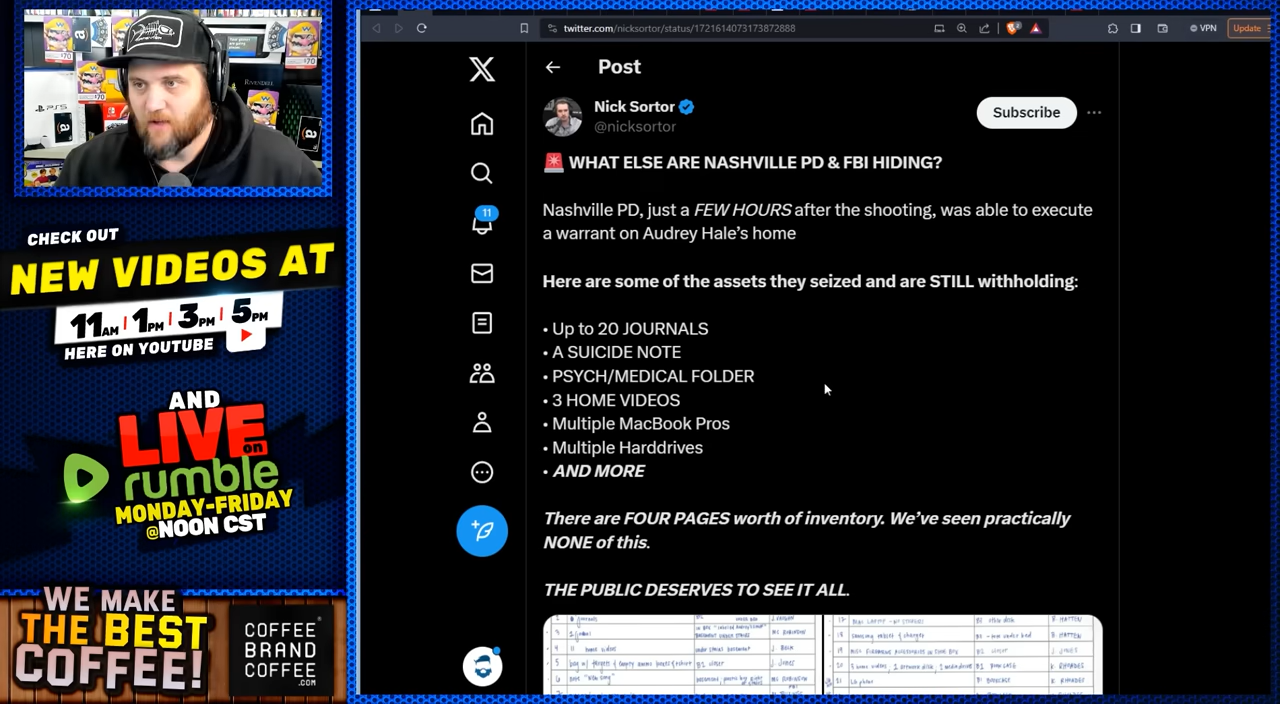 twitter.com/nicksortor/status/1721614073173872888
VPN
Update
Post
Nick Sortor
@nicksortor
Subscribe
🚨 WHAT ELSE ARE NASHVILLE PD & FBI HIDING?
Nashville PD, just a FEW HOURS after the shooting, was able to execute
a warrant on Audrey Hale’s home
Here are some of the assets they seized and are STILL withholding:
• Up to 20 JOURNALS
• A SUICIDE NOTE
• PSYCH/MEDICAL FOLDER
• 3 HOME VIDEOS
• Multiple MacBook Pros
• Multiple Harddrives
• AND MORE
There are FOUR PAGES worth of inventory. We’ve seen practically
NONE of this.
THE PUBLIC DESERVES TO SEE IT ALL.
11
CHECK OUT
NEW VIDEOS AT
11AM | 1PM | 3PM | 5PM
HERE ON YOUTUBE
AND
LIVE on
rumble
MONDAY-FRIDAY
@NOON CST
WE MAKE
THE BEST
COFFEE!
COFFEE
BRAND
COFFEE
.COM
PS5
RIVENDELL
$70